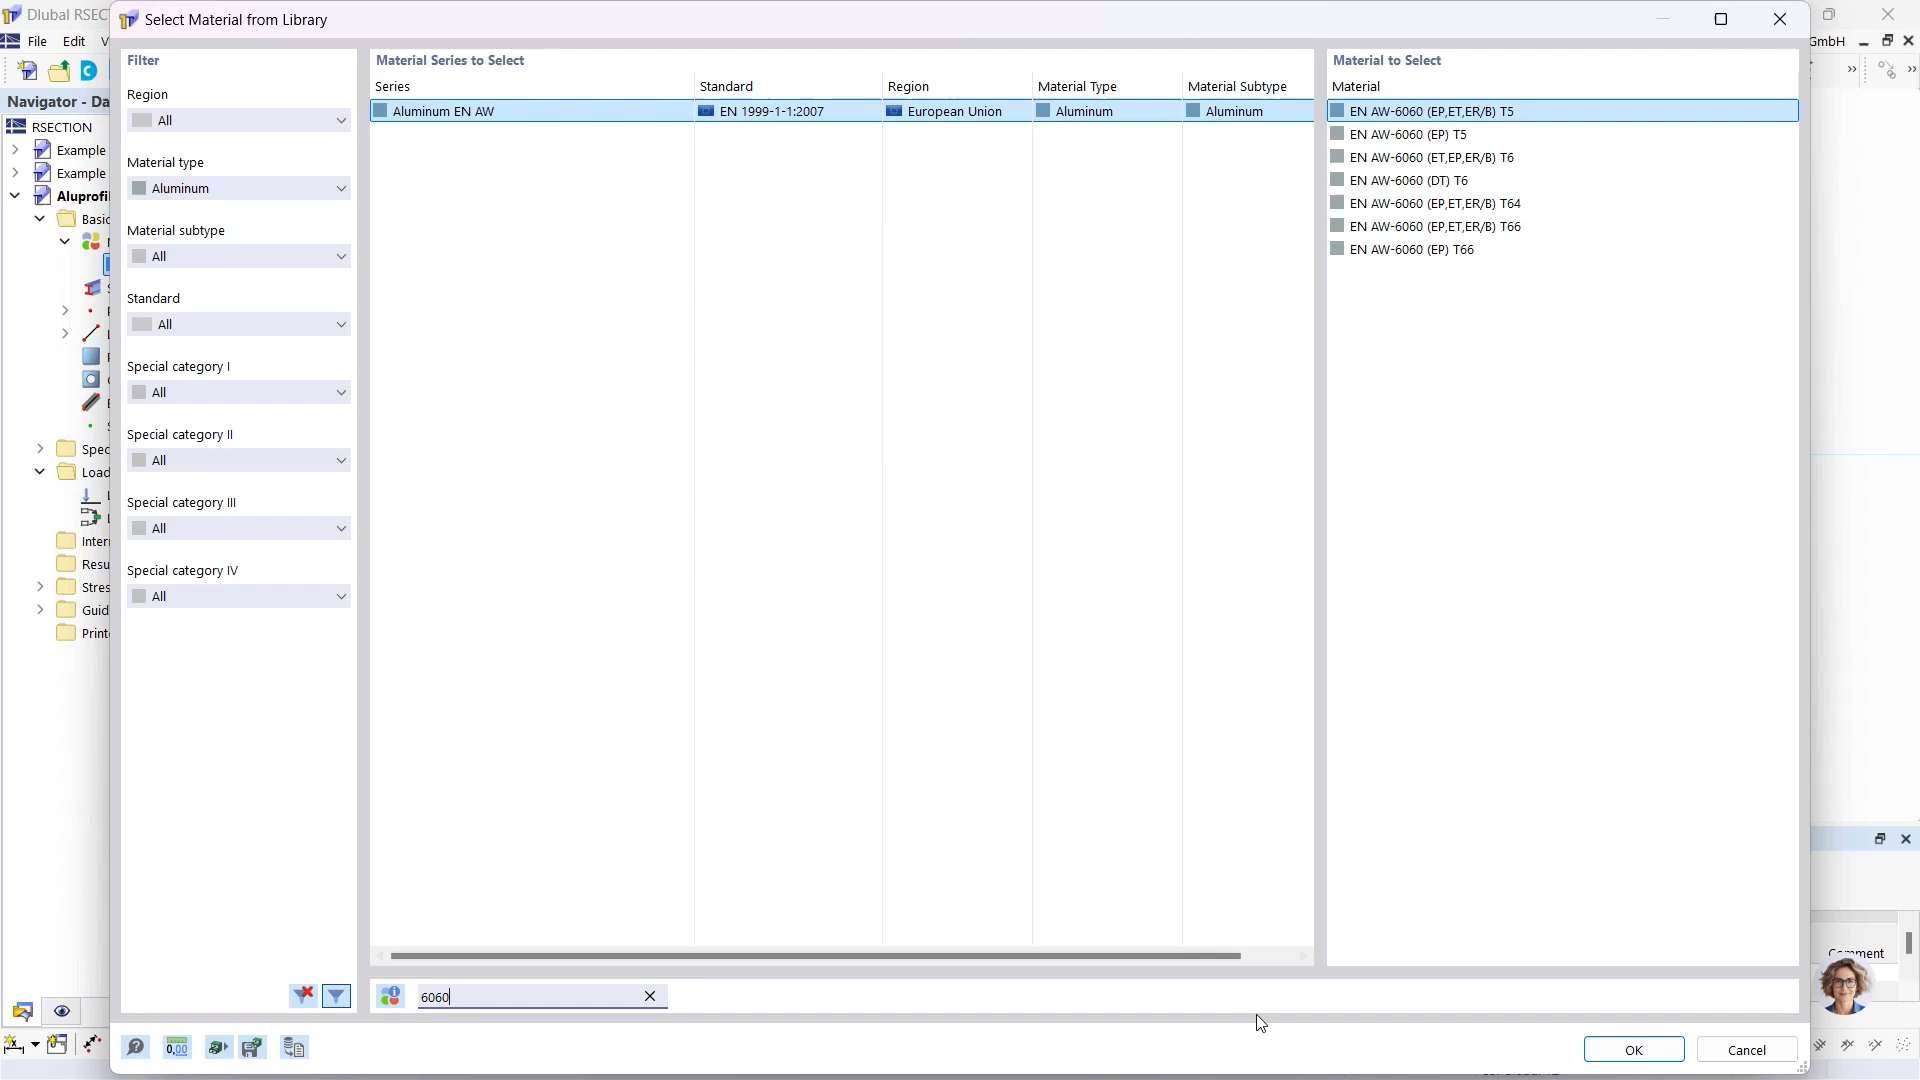 Dlubal RSEC
Select Material from Library
File Edit V
GmbH
Navigator - Da
RSECTION
Example
Example
Aluprofi
Basic
Spec
Load
Inter
Resu
Stres
Guid
Print
Filter
Region
All
Material type
Aluminum
Material subtype
All
Standard
All
Special category I
All
Special category II
All
Special category III
All
Special category IV
All
Material Series to Select
Series Standard Region Material Type Material Subtype
Aluminum EN AW EN 1999-1-1:2007 European Union Aluminum Aluminum
6060
Material to Select
Material
EN AW-6060 (EP,ET,ER/B) T5
EN AW-6060 (EP) T5
EN AW-6060 (ET,EP,ER/B) T6
EN AW-6060 (DT) T6
EN AW-6060 (EP,ET,ER/B) T64
EN AW-6060 (EP,ET,ER/B) T66
EN AW-6060 (EP) T66
Comment
0,00
OK Cancel